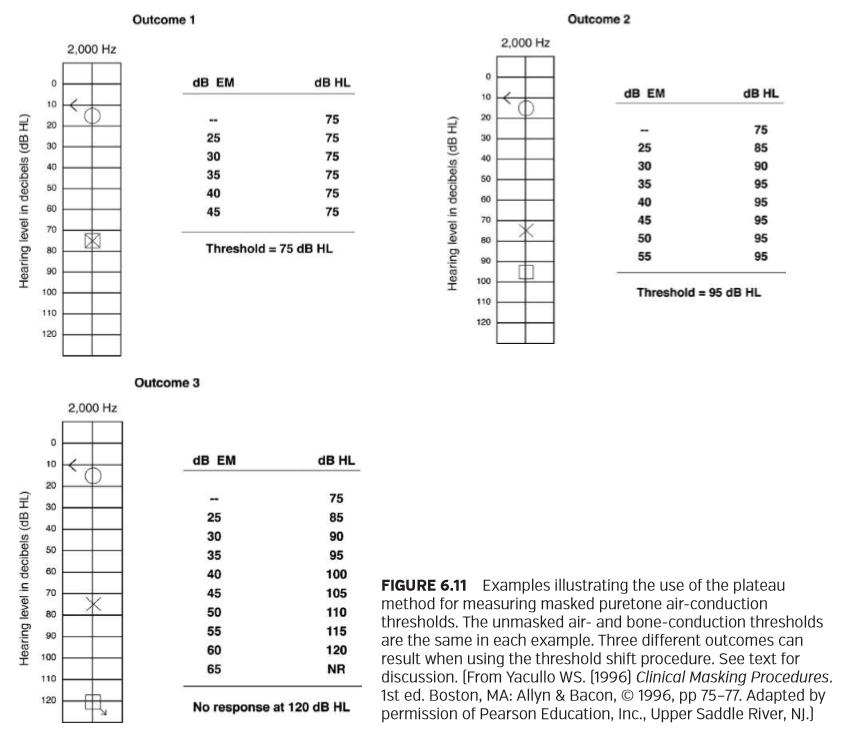 Outcome 1
2,000 Hz
Hearing level in decibels (dB HL)
0
10
20
30
40
50
60
70
80
90
100
110
120
dB EM dB HL
-- 75
25 75
30 75
35 75
40 75
45 75
Threshold = 75 dB HL
Outcome 2
2,000 Hz
Hearing level in decibels (dB HL)
0
10
20
30
40
50
60
70
80
90
100
110
120
dB EM dB HL
-- 75
25 85
30 90
35 95
40 95
45 95
50 95
55 95
Threshold = 95 dB HL
Outcome 3
2,000 Hz
Hearing level in decibels (dB HL)
0
10
20
30
40
50
60
70
80
90
100
110
120
dB EM dB HL
-- 75
25 85
30 90
35 95
40 100
45 105
50 110
55 115
60 120
65 NR
No response at 120 dB HL
FIGURE 6.11 Examples illustrating the use of the plateau
method for measuring masked puretone air-conduction
thresholds. The unmasked air- and bone-conduction thresholds
are the same in each example. Three different outcomes can
result when using the threshold shift procedure. See text for
discussion. (From Yacullo WS. (1996) Clinical Masking Procedures.
1st ed. Boston, MA: Allyn & Bacon, © 1996, pp 75–77. Adapted by
permission of Pearson Education, Inc., Upper Saddle River, NJ.)